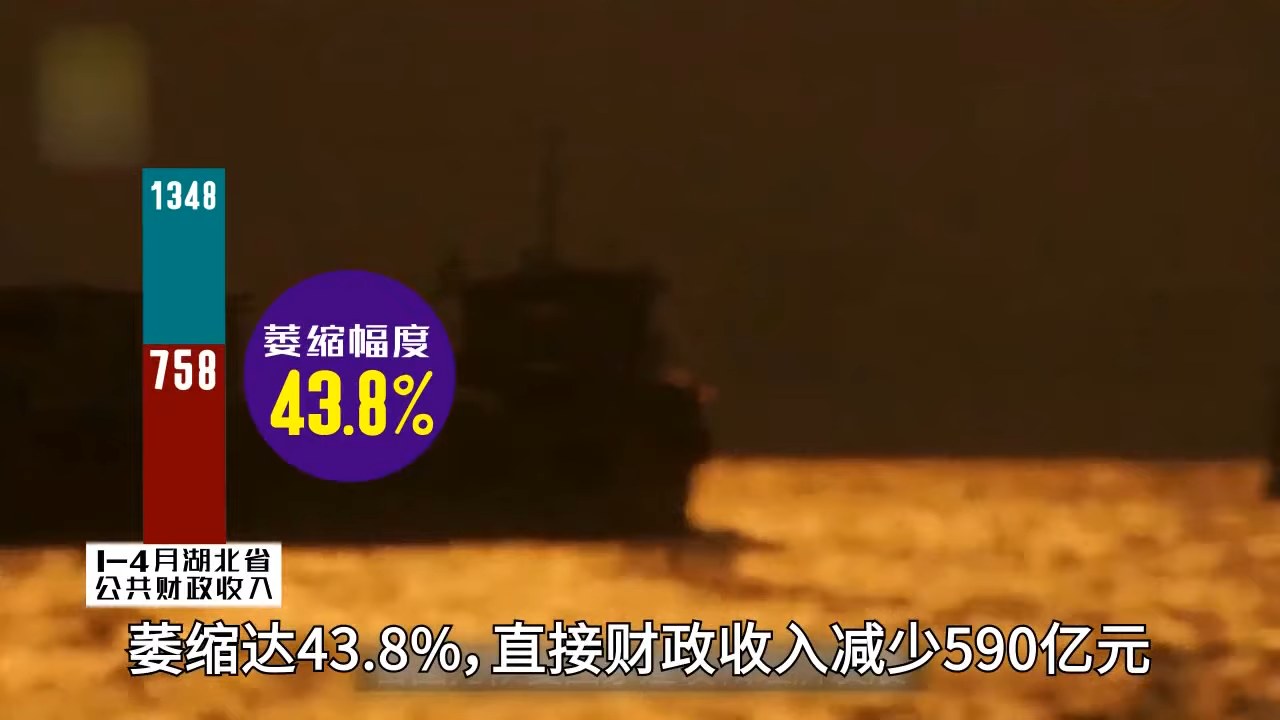 1348
758
萎缩幅度
43.8%
1-4月湖北省
公共财政收入
萎缩达43.8%，直接财政收入减少590亿元